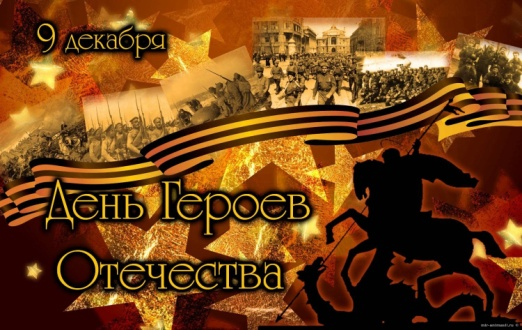 9 декабря
День Героев
Отечества